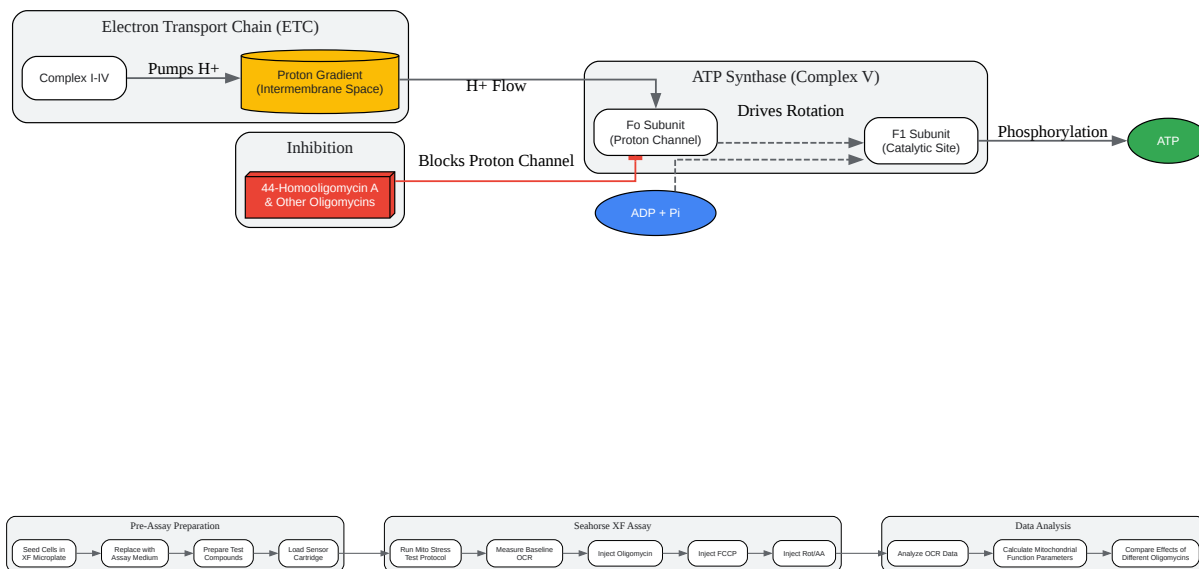 Electron Transport Chain (ETC)
Complex I-IV
Pumps H+
Proton Gradient
(Intermembrane Space)
H+ Flow
ATP Synthase (Complex V)
Fo Subunit
(Proton Channel)
Drives Rotation
F1 Subunit
(Catalytic Site)
Phosphorylation
ATP
Inhibition
44-Homooligomycin A
& Other Oligomycins
Blocks Proton Channel
ADP + Pi
Pre-Assay Preparation
Seed Cells in
XF Microplate
Replace with
Assay Medium
Prepare Test
Compounds
Load Sensor
Cartridge
Seahorse XF Assay
Run Mito Stress
Test Protocol
Measure Baseline
OCR
Inject Oligomycin
Inject FCCP
Inject Rot/AA
Data Analysis
Analyze OCR Data
Calculate Mitochondrial
Function Parameters
Compare Effects of
Different Oligomycins